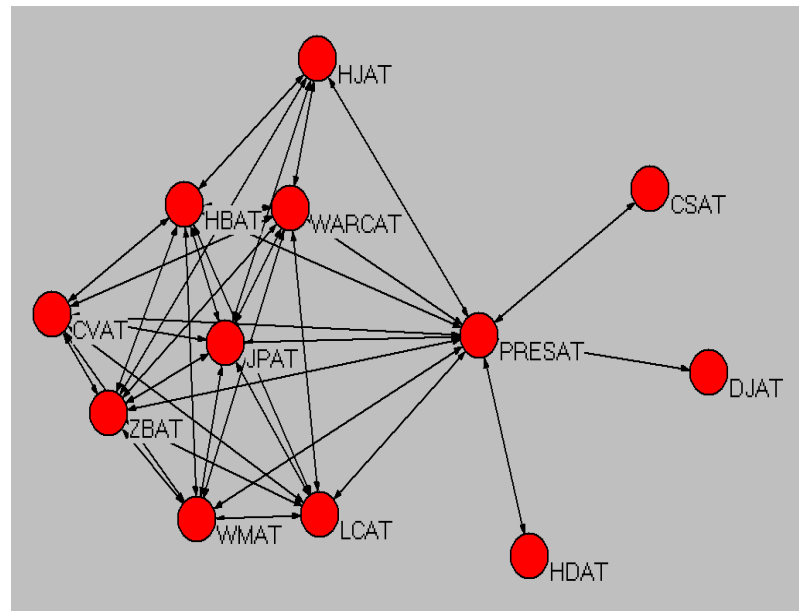 HJAT
CSAT
HBAT
WARCAT
CVAT
JPAT
PRESAT
DJAT
ZBAT
WMAT
LCAT
HDAT